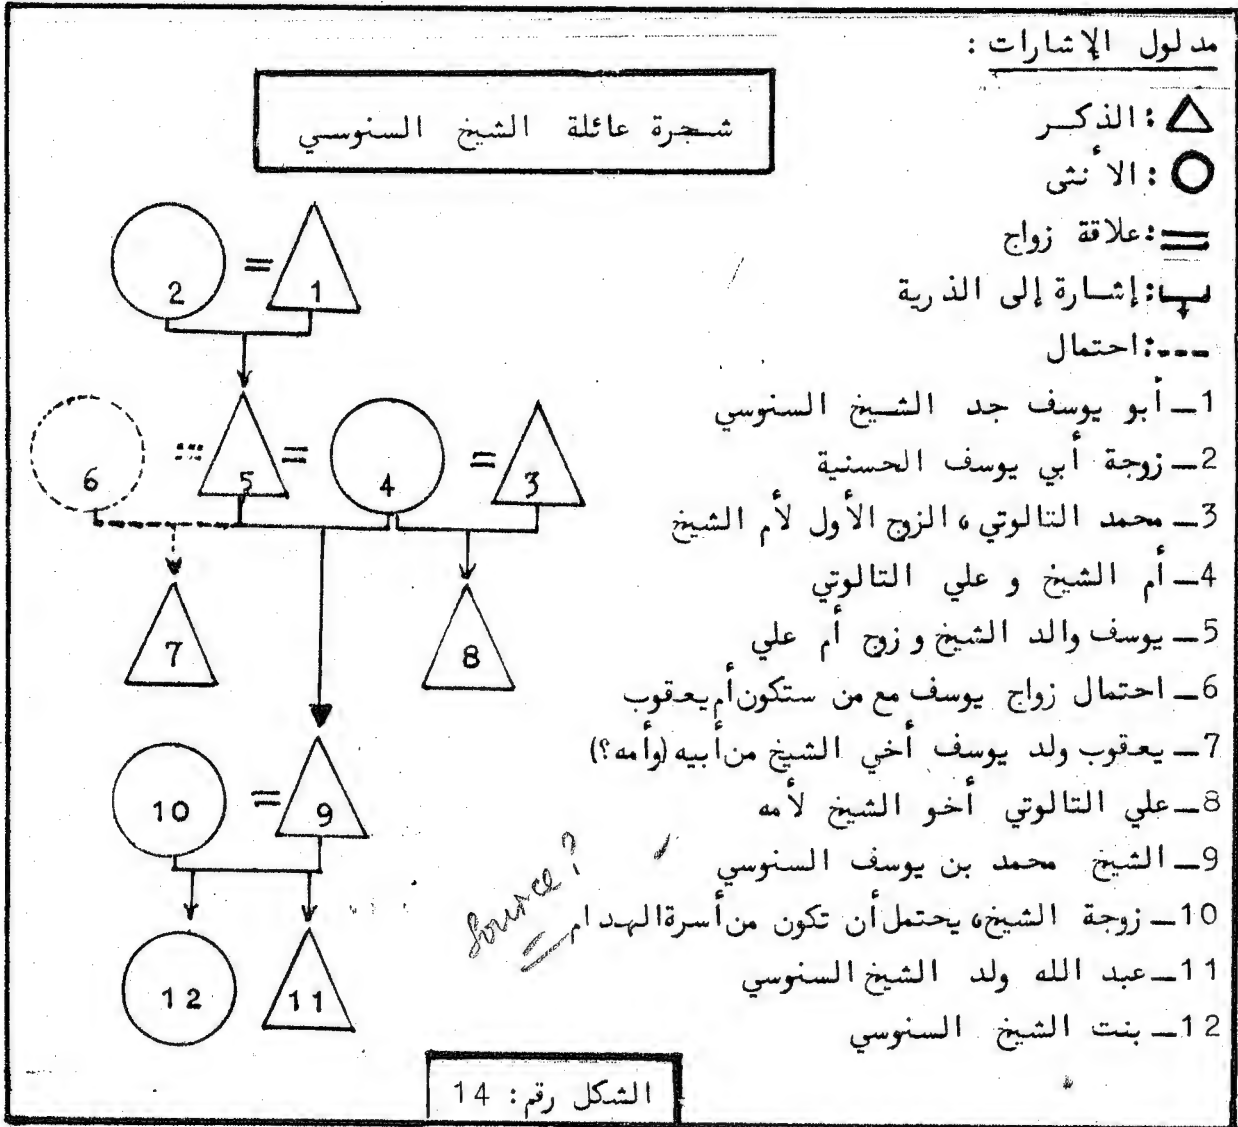 مدلول الإشارات :
شجرة عائلة الشيخ السنوسي
△ : الذكر
○ : الأنثى
= : علاقة زواج
: إشارة إلى الذرية
--- : احتمال
1 ـ أبو يوسف جد الشيخ السنوسي
2 ـ زوجة أبي يوسف الحسنية
3 ـ محمد التالوتي، الزوج الأول لأم الشيخ
4 ـ أم الشيخ و علي التالوتي
5 ـ يوسف والد الشيخ و زوج أم علي
6 ـ احتمال زواج يوسف مع من ستكون أم يعقوب
7 ـ يعقوب ولد يوسف أخي الشيخ من أبيه (وأمه؟)
8 ـ علي التالوتي أخو الشيخ لأمه
9 ـ الشيخ محمد بن يوسف السنوسي
10 ـ زوجة الشيخ، يحتمل أن تكون من أسرة الهدام
11 ـ عبد الله ولد الشيخ السنوسي
12 ـ بنت الشيخ السنوسي
2 = 1
6 = 5 = 4 = 3
7
8
10 = 9
12 11
Source ?
الشكل رقم : 14